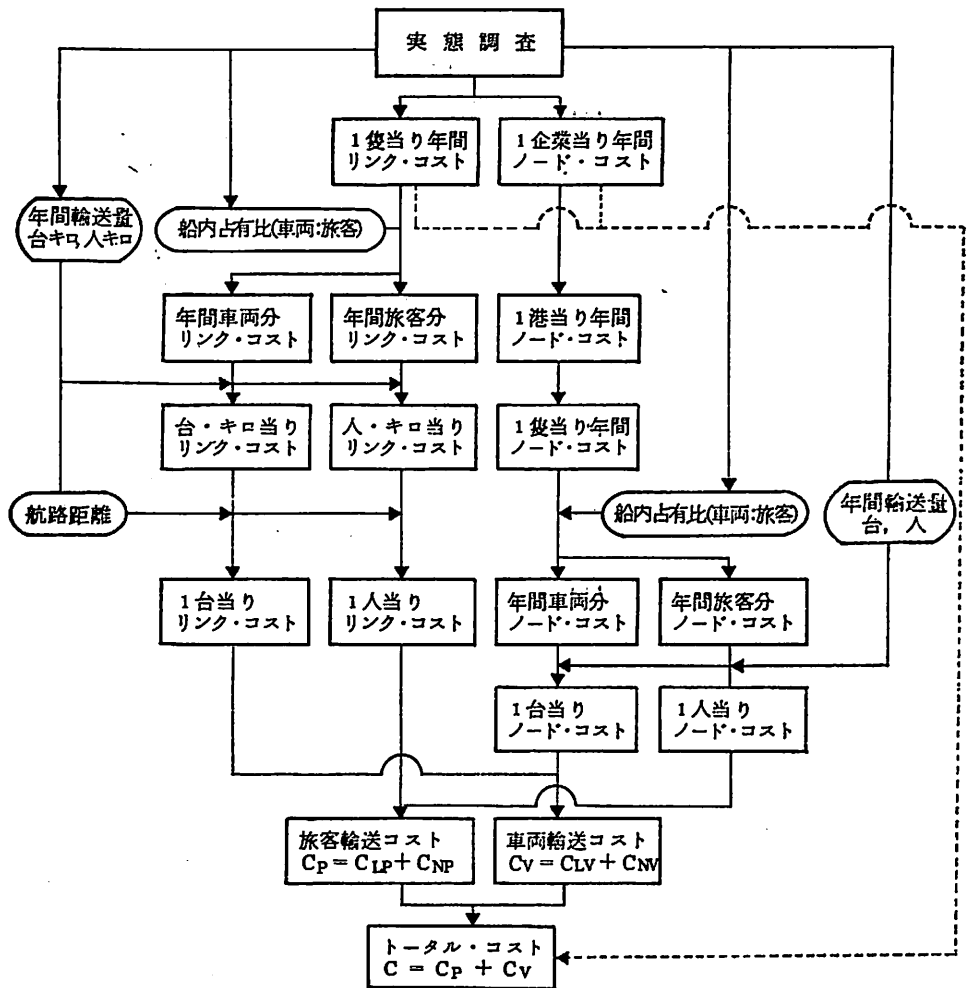 実態調査
1隻当り年間
リンク・コスト
1企業当り年間
ノード・コスト
年間輸送量
台キロ,人キロ
船内占有比(車両:旅客)
年間車両分
リンク・コスト
年間旅客分
リンク・コスト
1港当り年間
ノード・コスト
台・キロ当り
リンク・コスト
人・キロ当り
リンク・コスト
1隻当り年間
ノード・コスト
航路距離
船内占有比(車両:旅客)
年間輸送量
台,人
1台当り
リンク・コスト
1人当り
リンク・コスト
年間車両分
ノード・コスト
年間旅客分
ノード・コスト
1台当り
ノード・コスト
1人当り
ノード・コスト
旅客輸送コスト
CP = CLP + CNP
車両輸送コスト
CV = CLV + CNV
トータル・コスト
C = CP + CV